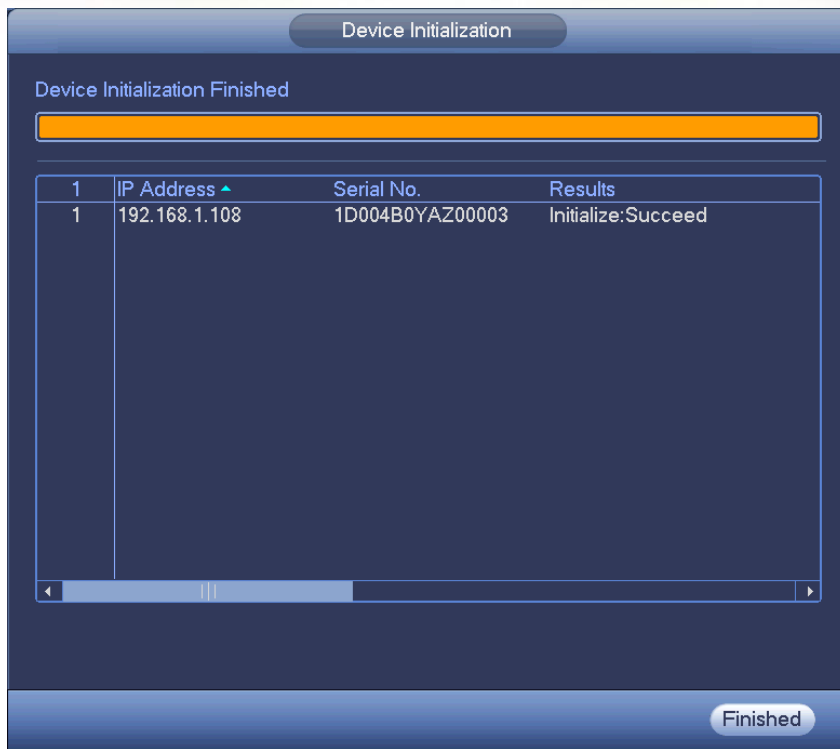 Device Initialization
Device Initialization Finished
1 IP Address Serial No. Results
1 192.168.1.108 1D004B0YAZ00003 Initialize:Succeed
Finished